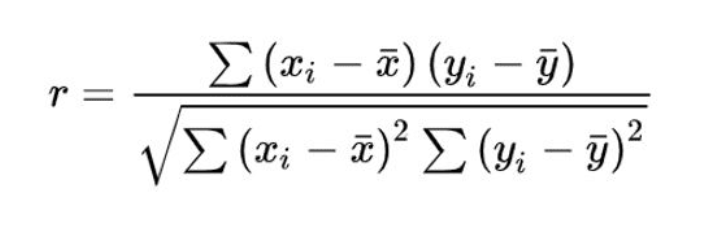 r = ∑ (xᵢ − x̄) (yᵢ − ȳ) / √(∑ (xᵢ − x̄)² ∑ (yᵢ − ȳ)²)